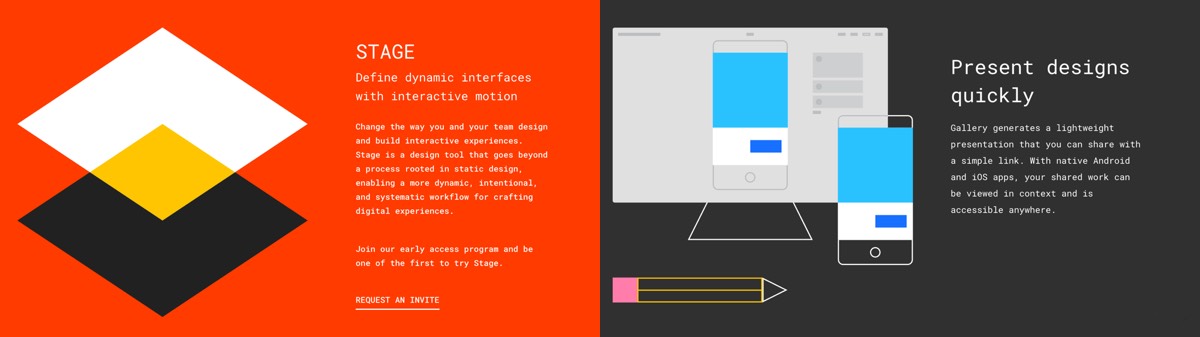 STAGE
Define dynamic interfaces
with interactive motion
Change the way you and your team design
and build interactive experiences.
Stage is a design tool that goes beyond
a process rooted in static design,
enabling a more dynamic, intentional,
and systematic workflow for crafting
digital experiences.
Join our early access program and be
one of the first to try Stage.
REQUEST AN INVITE
Present designs
quickly
Gallery generates a lightweight
presentation that you can share with
a simple link. With native Android
and iOS apps, your shared work can
be viewed in context and is
accessible anywhere.